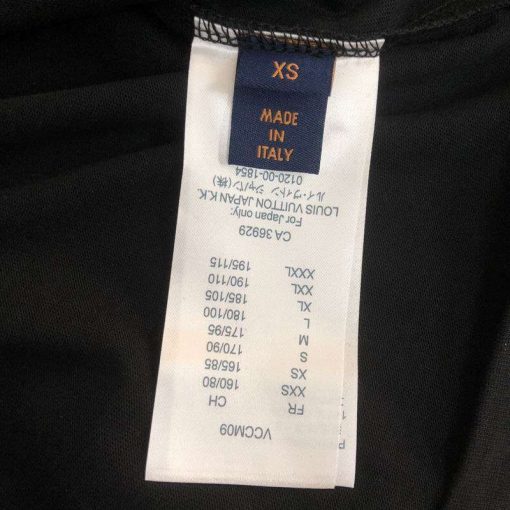 XS
MADE
IN
ITALY
VCCM09
FR CH
XXS 160/80
XS 165/85
S 170/90
M 175/95
L 180/100
XL 185/105
XXL 190/110
XXXL 195/115
CA 36929
For Japan only:
LOUIS VUITTON JAPAN K.K.
ルイ・ヴィトン ジャパン(株)
0120-00-1854